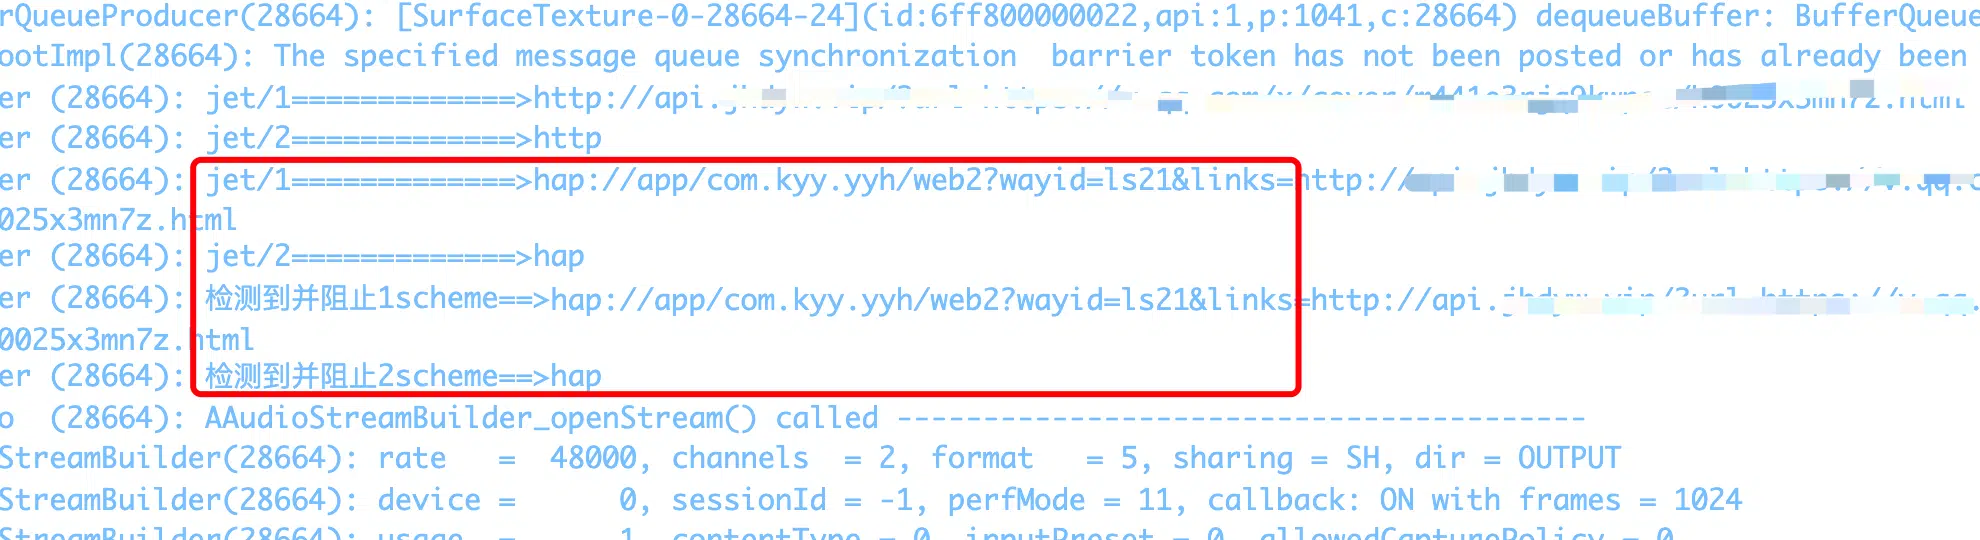 rQueueProducer(28664): [SurfaceTexture-0-28664-24](id:6ff800000022,api:1,p:1041,c:28664) dequeueBuffer: BufferQueue
ootImpl(28664): The specified message queue synchronization  barrier token has not been posted or has already been
er (28664): jet/1=============>http://api.
er (28664): jet/2=============>http
er (28664): jet/1=============>hap://app/com.kyy.yyh/web2?wayid=ls21&links=http://
025x3mn7z.html
er (28664): jet/2=============>hap
er (28664): 检测到并阻止1scheme==>hap://app/com.kyy.yyh/web2?wayid=ls21&links=http://api.
0025x3mn7z.html
er (28664): 检测到并阻止2scheme==>hap
o  (28664): AAudioStreamBuilder_openStream() called ----------------------------------------
StreamBuilder(28664): rate   =  48000, channels  = 2, format   = 5, sharing = SH, dir = OUTPUT
StreamBuilder(28664): device =      0, sessionId = -1, perfMode = 11, callback: ON with frames = 1024
StreamBuilder(28664): usage  =      1, contentType = 0, inputPreset = 0, allowedCapturePolicy = 0